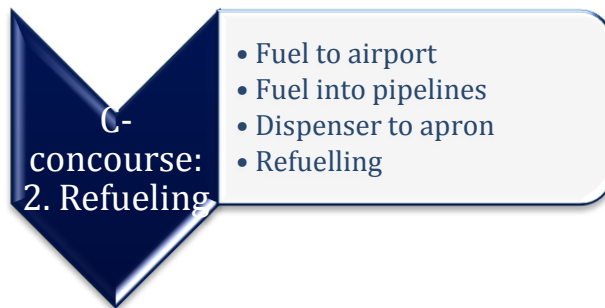 C-
concourse:
2. Refueling
• Fuel to airport
• Fuel into pipelines
• Dispenser to apron
• Refuelling